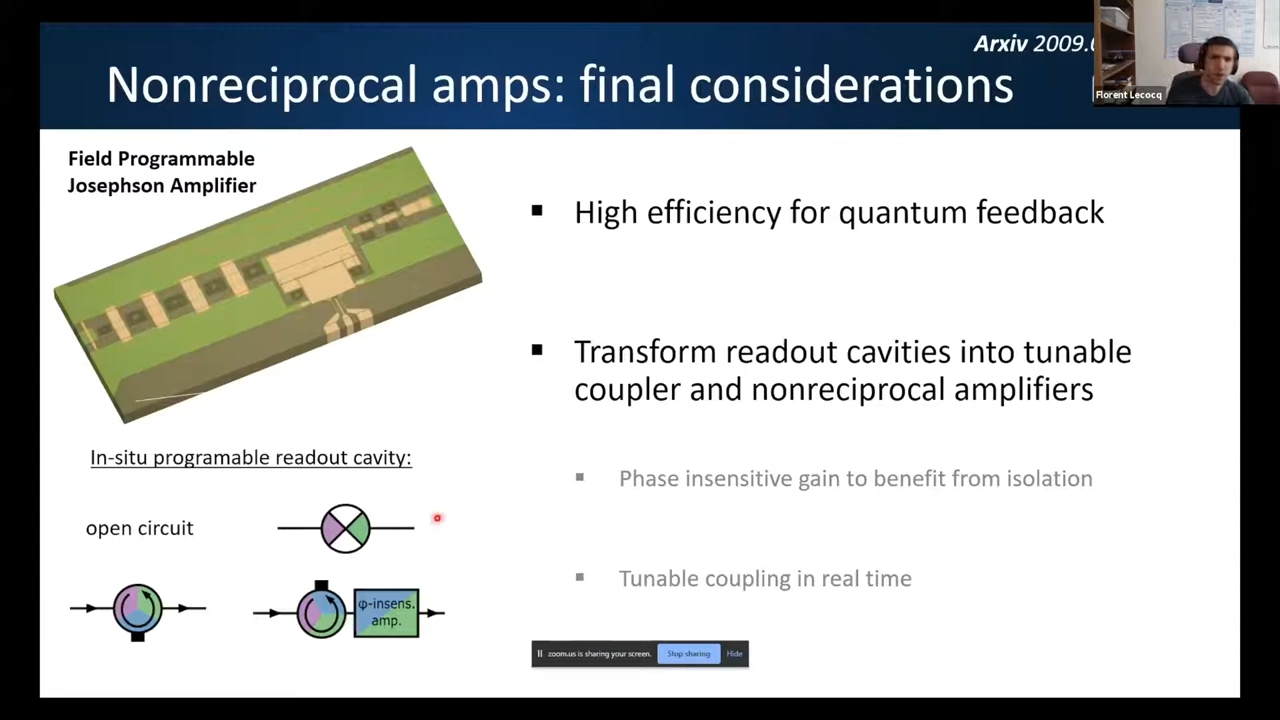 Arxiv 2009.
Nonreciprocal amps: final considerations
Florent Lecocq
Field Programmable
Josephson Amplifier
High efficiency for quantum feedback
Transform readout cavities into tunable
coupler and nonreciprocal amplifiers
In-situ programable readout cavity:
Phase insensitive gain to benefit from isolation
open circuit
Tunable coupling in real time
φ-insens.
amp.
zoom.us is sharing your screen. Stop sharing Hide